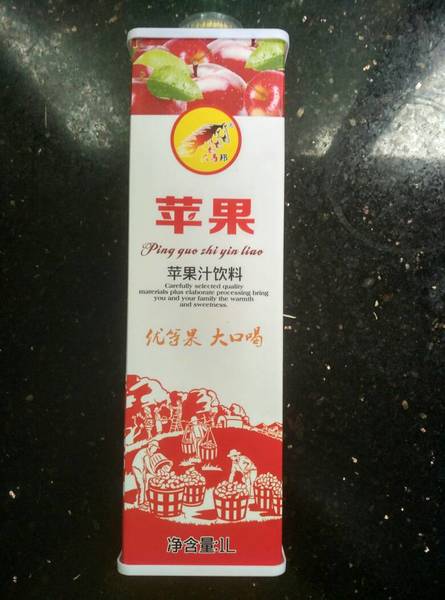 苹果
Ping guo zhi yin liao
苹果汁饮料
Carefully selected quality
materials plus elaborate processing bring
you and your family the warmth
and sweetness.
优等果 大口喝
净含量:1L